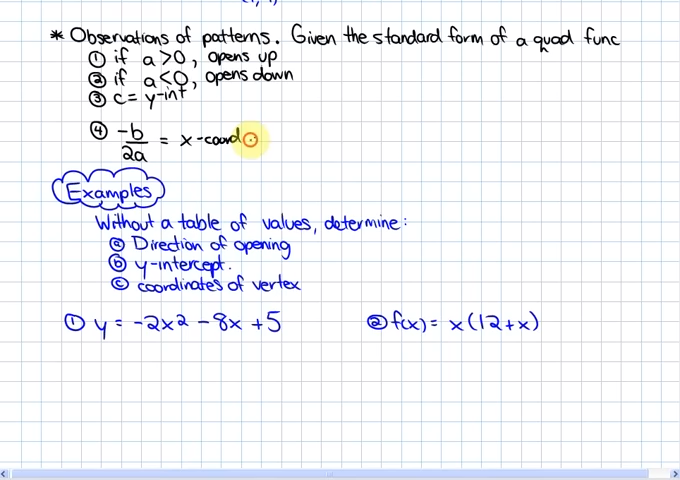 * Observations of patterns. Given the standard form of a quad func
① if a > 0, opens up
② if a < 0, opens down
③ c = y-int
④ -b/2a = x-coord
Examples
Without a table of values, determine:
ⓐ Direction of opening
ⓑ y-intercept.
ⓒ coordinates of vertex
① y = -2x² - 8x + 5
② f(x) = x(12+x)